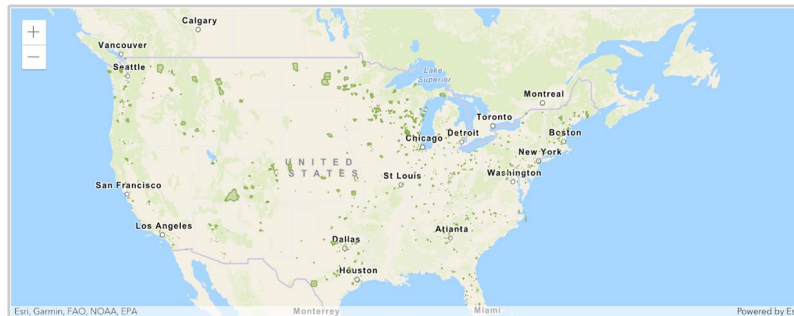 Calgary
Vancouver
Seattle
Lake
Superior
Montreal
Toronto
Boston
Detroit
Chicago
New York
UNITED
STATES
St Louis
Washington
San Francisco
Los Angeles
Atlanta
Dallas
Houston
Monterrey
Miami
Esri, Garmin, FAO, NOAA, EPA
Powered by Es